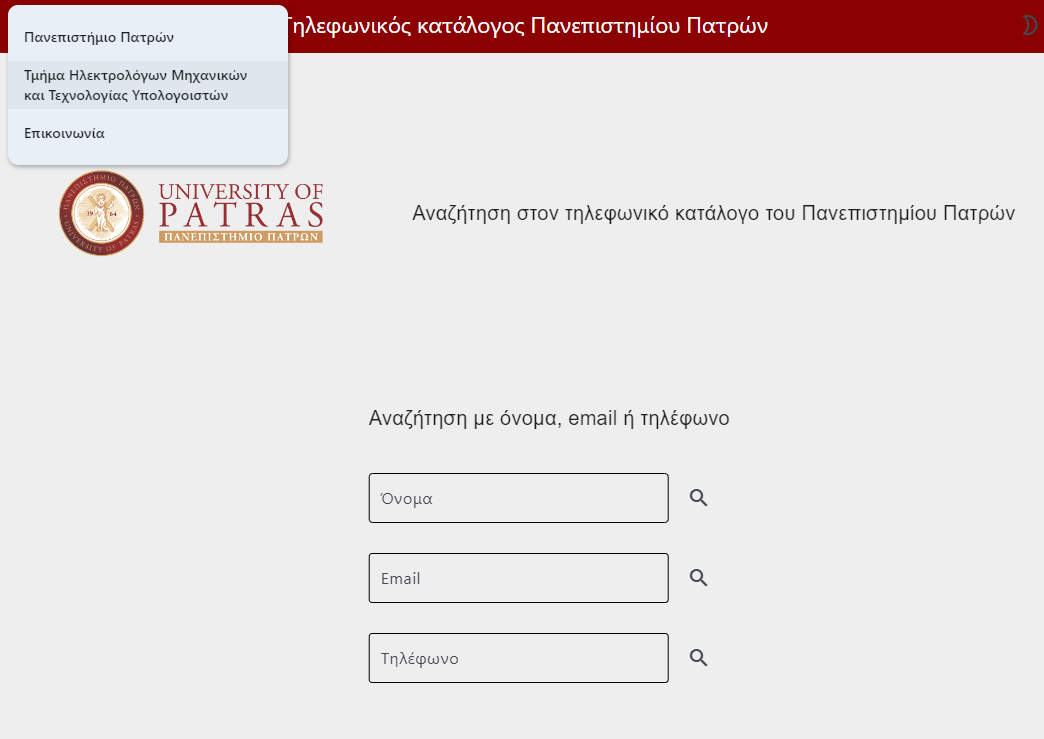 Τηλεφωνικός κατάλογος Πανεπιστημίου Πατρών
Πανεπιστήμιο Πατρών
Τμήμα Ηλεκτρολόγων Μηχανικών
και Τεχνολογίας Υπολογοιστών
Επικοινωνία
ΠΑΝΕΠΙΣΤΗΜΙΟ ΠΑΤΡΩΝ
19 64
UNIVERSITY OF PATRAS
UNIVERSITY OF
PATRAS
ΠΑΝΕΠΙΣΤΗΜΙΟ ΠΑΤΡΩΝ
Αναζήτηση στον τηλεφωνικό κατάλογο του Πανεπιστημίου Πατρών
Αναζήτηση με όνομα, email ή τηλέφωνο
Όνομα
Email
Τηλέφωνο